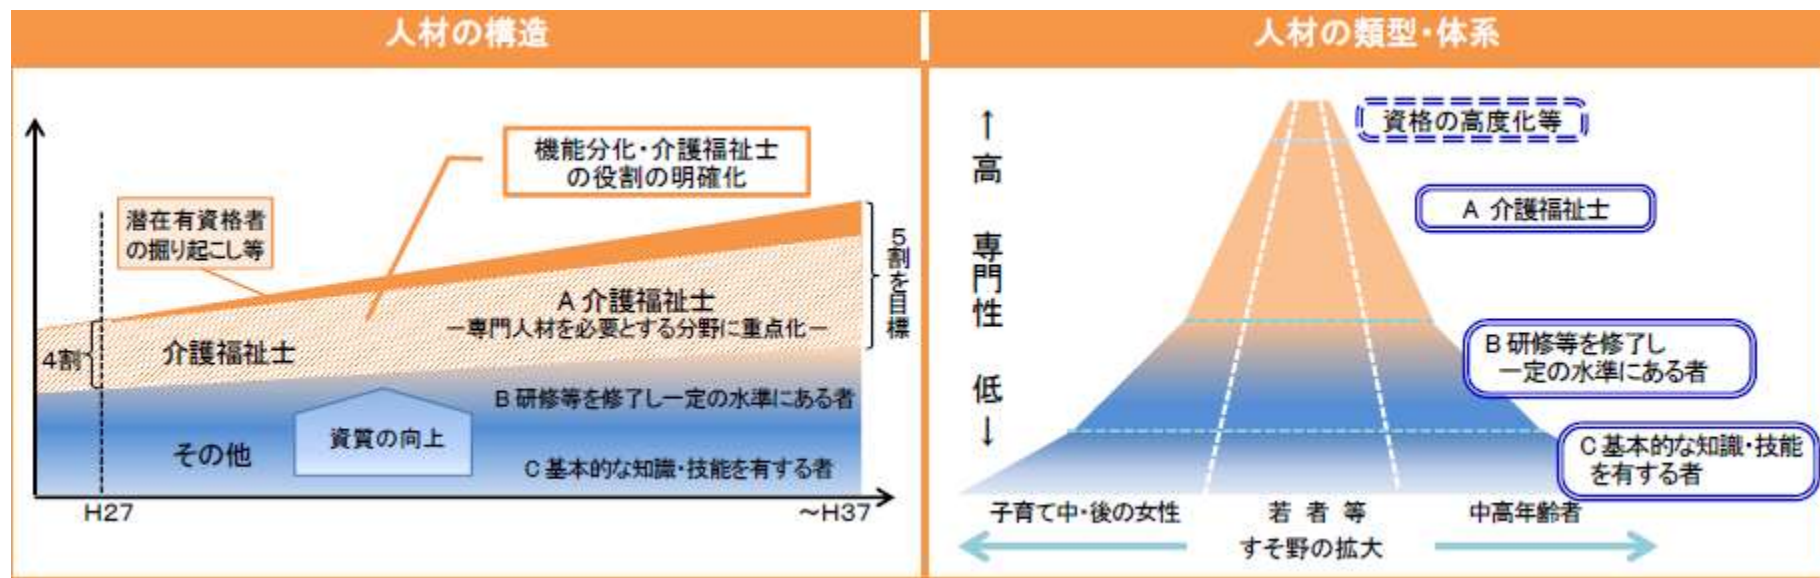 人材の構造
機能分化・介護福祉士
の役割の明確化
潜在有資格者
の掘り起こし等
5割を目標
A 介護福祉士
ー専門人材を必要とする分野に重点化ー
4割
介護福祉士
B 研修等を修了し一定の水準にある者
資質の向上
その他
C 基本的な知識・技能を有する者
H27
～H37
人材の類型・体系
↑高 専門性 低↓
資格の高度化等
A 介護福祉士
B 研修等を修了し
一定の水準にある者
C 基本的な知識・技能
を有する者
子育て中・後の女性
若 者 等
中高年齢者
すそ野の拡大